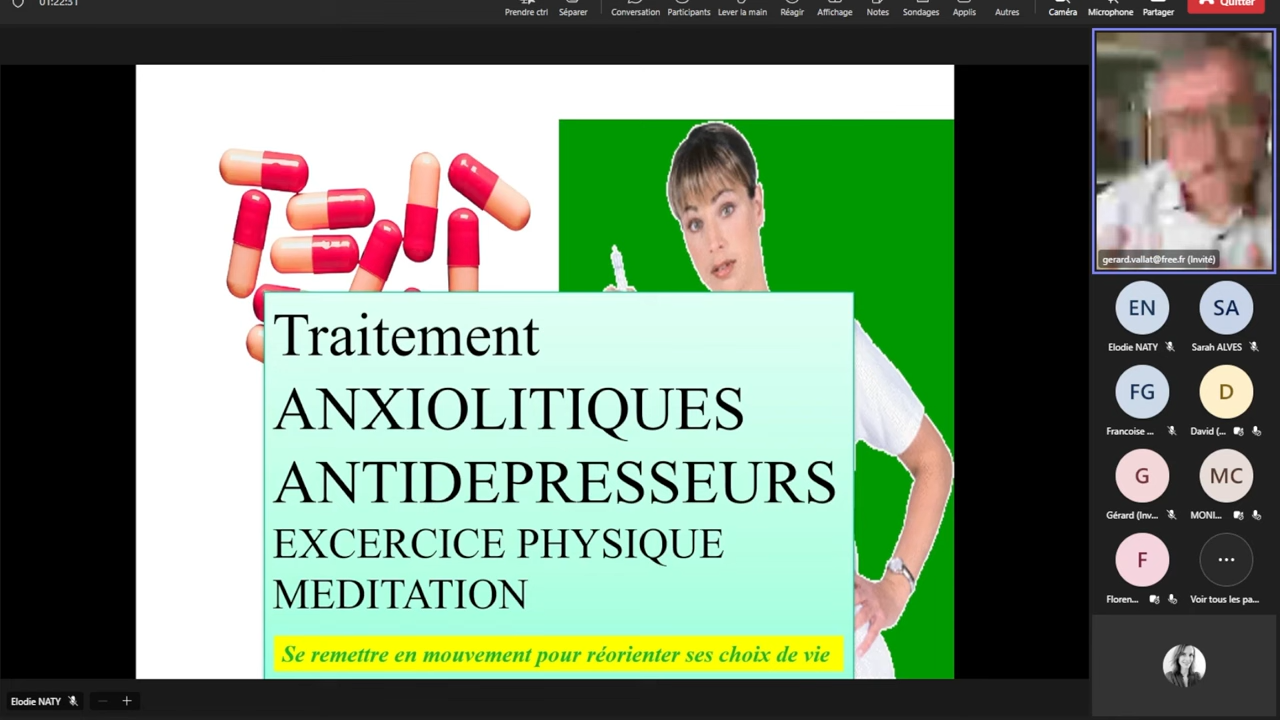 01:22:51
Prendre ctrl Séparer Conversation Participants Lever la main Réagir Affichage Notes Sondages Applis Autres Caméra Microphone Partager Quitter
Traitement
ANXIOLITIQUES
ANTIDEPRESSEURS
EXCERCICE PHYSIQUE
MEDITATION
Se remettre en mouvement pour réorienter ses choix de vie
gerard.vallat@free.fr (Invité)
EN SA
Elodie NATY Sarah ALVES
FG D
Francoise ... David (...
G MC
Gérard (Inv... MONI...
F ...
Floren... Voir tous les pa...
Elodie NATY